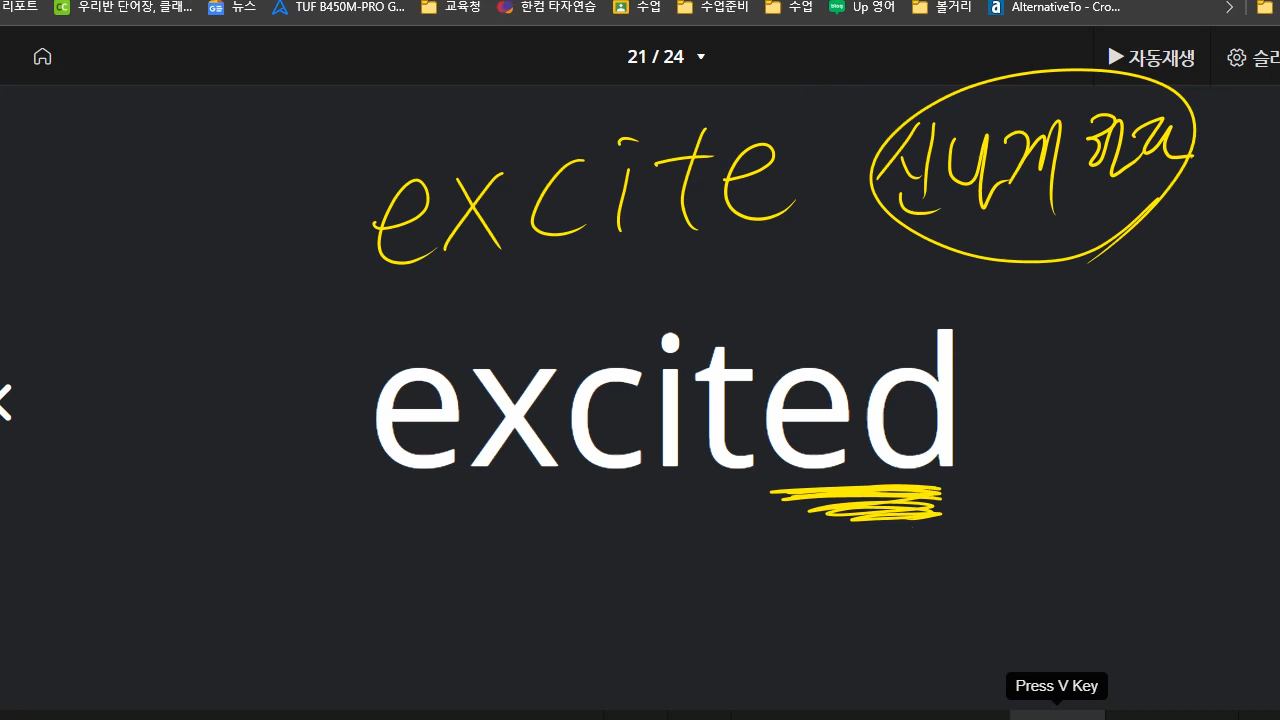 리포트 우리반 단어장, 클래... 뉴스 TUF B450M-PRO G... 교육청 한컴 타자연습 수업 수업준비 수업 Up 영어 볼거리 AlternativeTo - Cro...
21 / 24 자동재생 슬라
excite 신나게 하다
excited
Press V Key